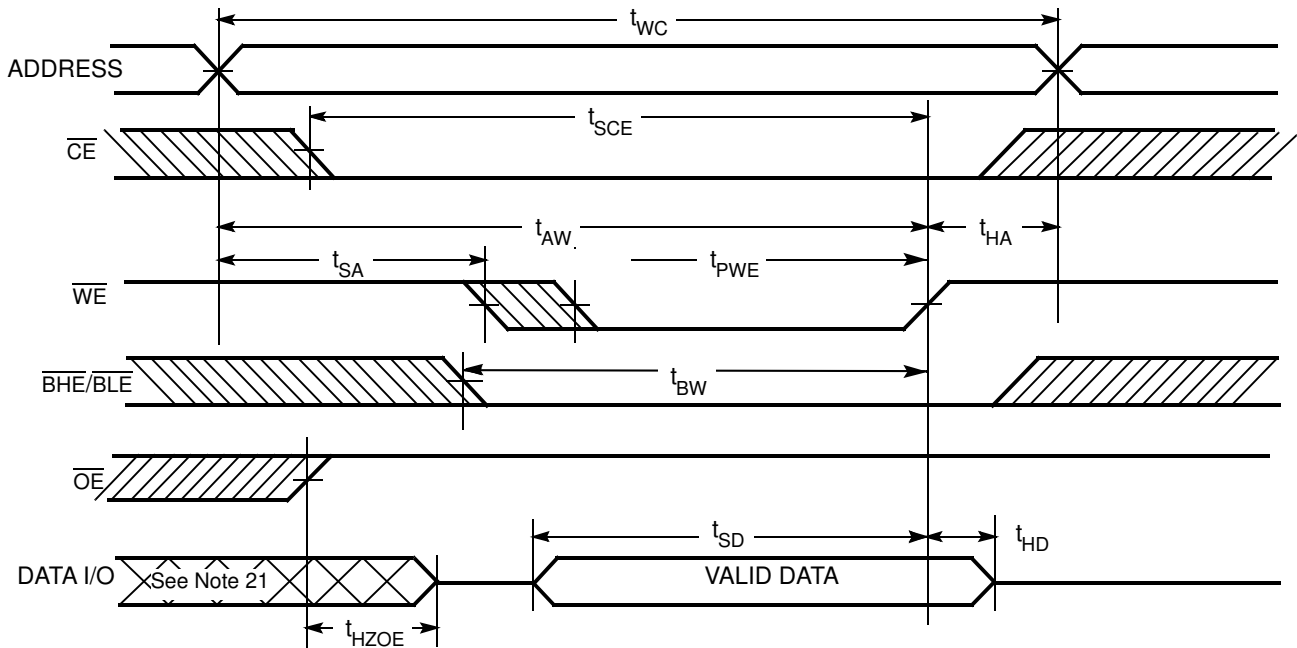 tWC
ADDRESS
tSCE
CE
tAW
tHA
tSA
tPWE
WE
BHE/BLE
tBW
OE
tSD
tHD
DATA I/O
See Note 21
VALID DATA
tHZOE